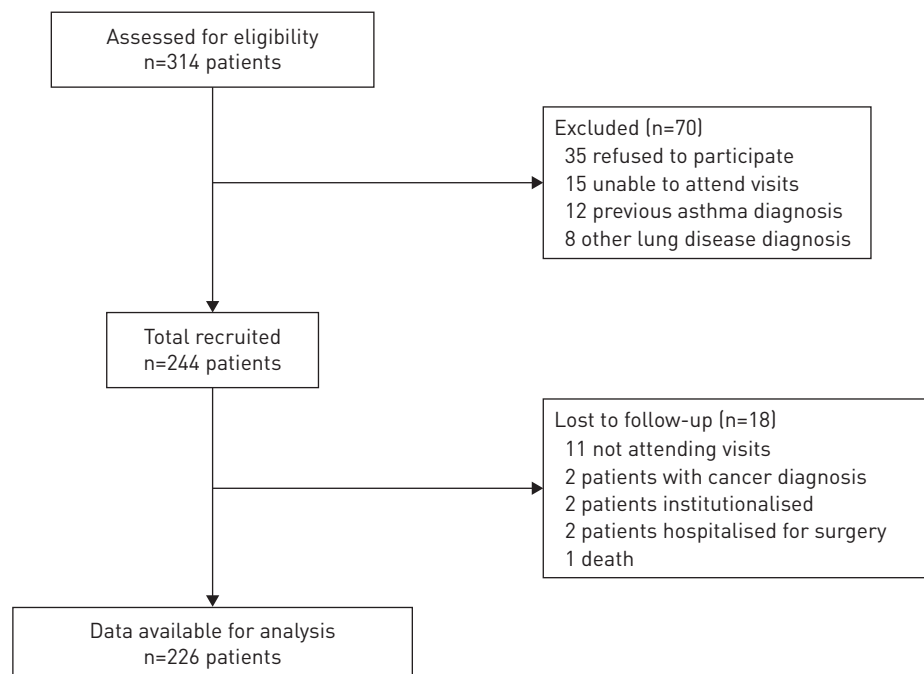 Assessed for eligibility
n=314 patients
Excluded (n=70)
35 refused to participate
15 unable to attend visits
12 previous asthma diagnosis
8 other lung disease diagnosis
Total recruited
n=244 patients
Lost to follow-up (n=18)
11 not attending visits
2 patients with cancer diagnosis
2 patients institutionalised
2 patients hospitalised for surgery
1 death
Data available for analysis
n=226 patients